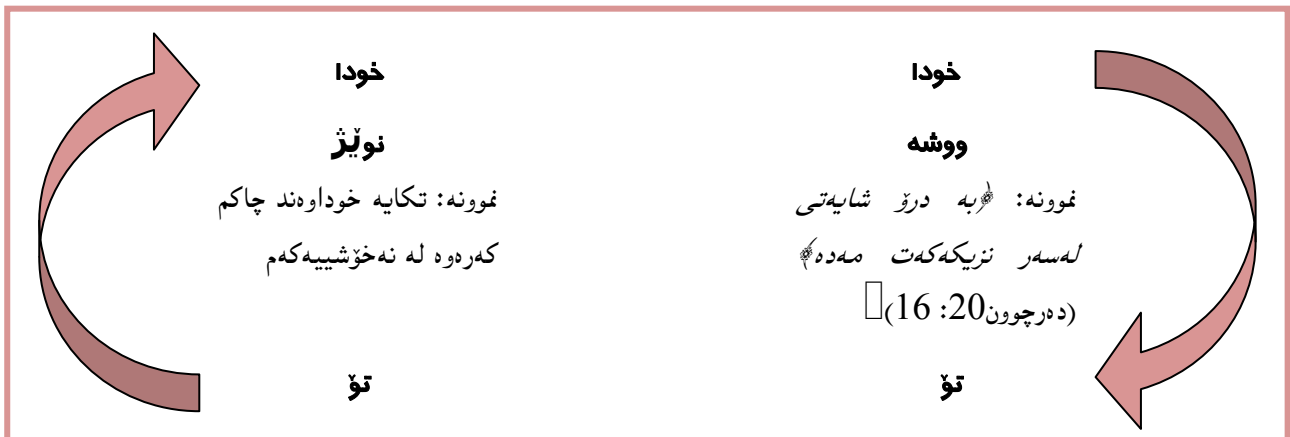 خودا
ووشە
نموونە: ﴿بە درۆ شایەتی
لەسەر نزیکەکەت مەدە﴾
(دەرچوون20: 16)
تۆ
خودا
نوێژ
نموونە: تکایە خوداوەند چاکم
کەرەوە لە نەخۆشییەکەم
تۆ